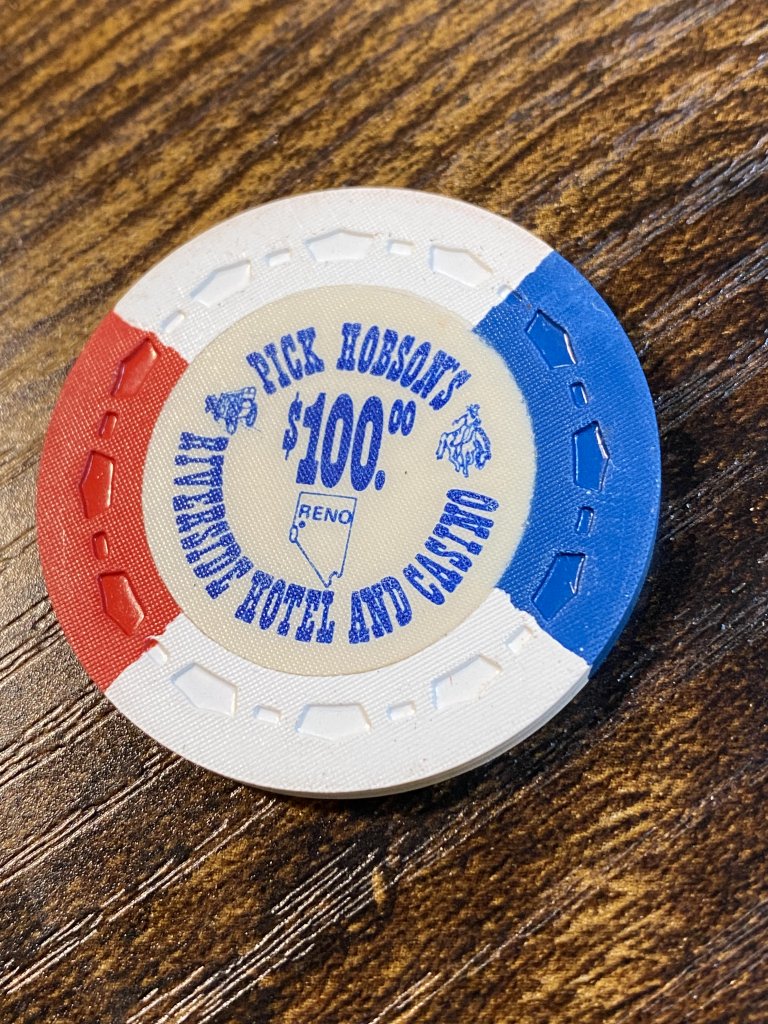 PICK HOBSON'S
$100.00
RENO
RIVERSIDE HOTEL AND CASINO